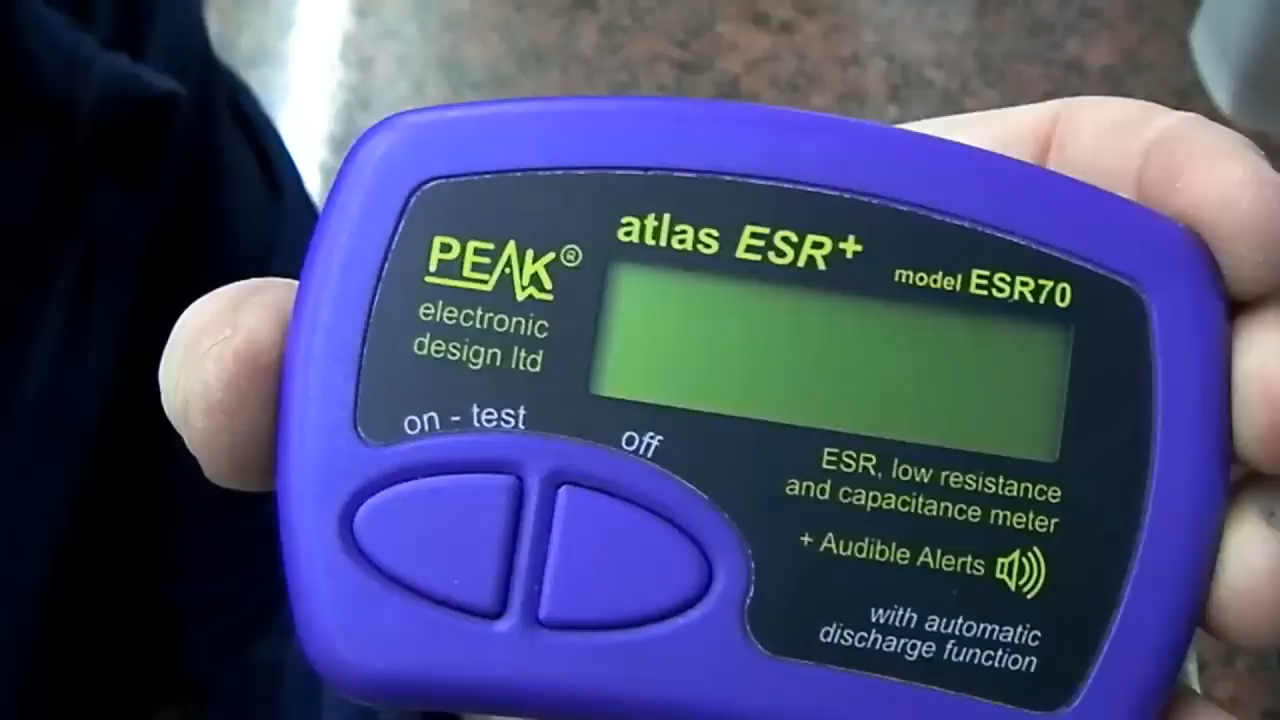 PEAK®
electronic
design ltd
atlas ESR+
model ESR70
on - test
off
ESR, low resistance
and capacitance meter
+ Audible Alerts
with automatic
discharge function